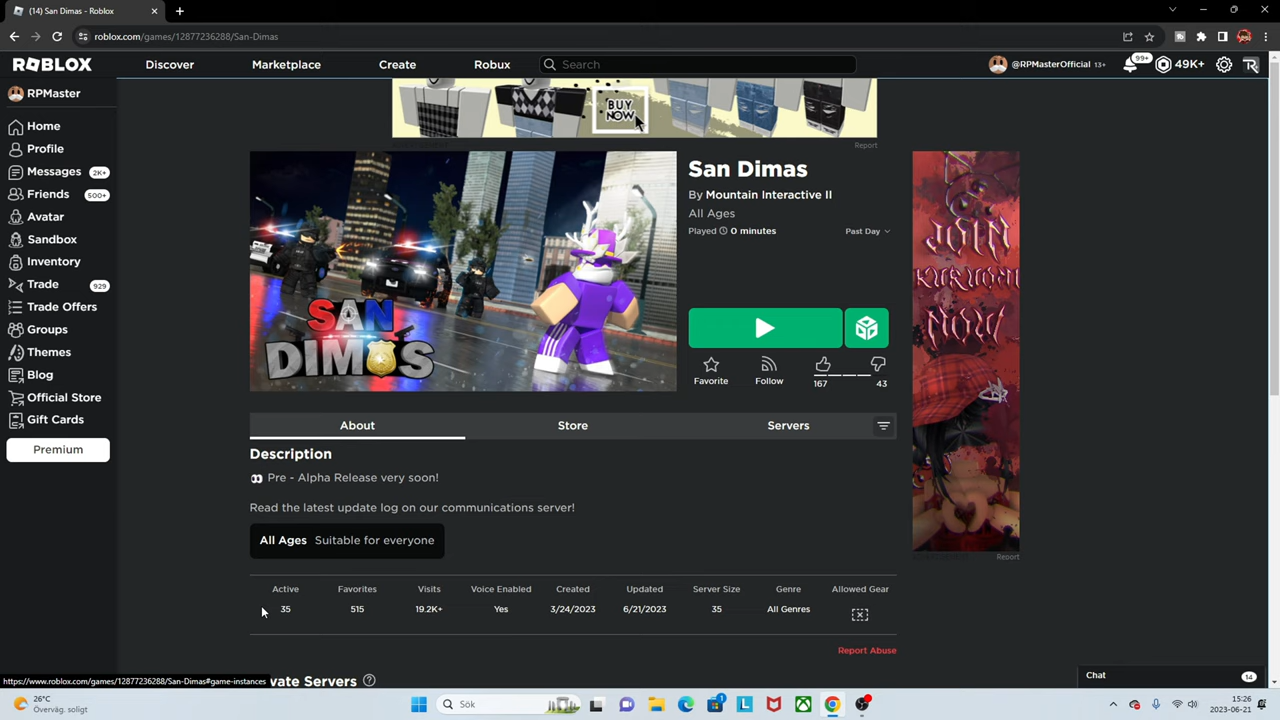 (14) San Dimas - Roblox
roblox.com/games/12877236288/San-Dimas
ROBLOX
Discover
Marketplace
Create
Robux
Search
@RPMasterOfficial 13+
99+
49K+
RPMaster
Home
Profile
Messages 2K+
Friends 500+
Avatar
Sandbox
Inventory
Trade 929
Trade Offers
Groups
Themes
Blog
Official Store
Gift Cards
Premium
BUY
NOW
Report
SAN
DIMAS
San Dimas
By Mountain Interactive II
All Ages
Played 0 minutes
Past Day
Favorite
Follow
167
43
JOIN
NOW
Report
About
Store
Servers
Description
Pre - Alpha Release very soon!
Read the latest update log on our communications server!
All Ages Suitable for everyone
Active Favorites Visits Voice Enabled Created Updated Server Size Genre Allowed Gear
35 515 19.2K+ Yes 3/24/2023 6/21/2023 35 All Genres
Report Abuse
vate Servers
https://www.roblox.com/games/12877236288/San-Dimas#game-instances
Chat 14
26°C
Överväg. soligt
Sök
15:26
2023-06-21